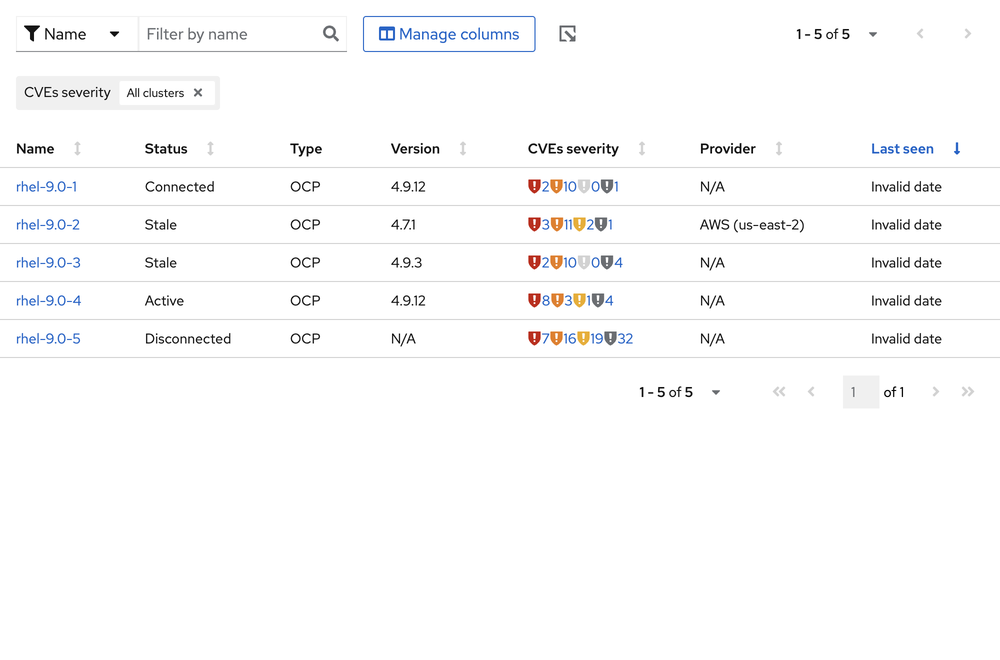 Name Filter by name Manage columns 1 - 5 of 5
CVEs severity All clusters
Name Status Type Version CVEs severity Provider Last seen
rhel-9.0-1 Connected OCP 4.9.12 2 10 0 1 N/A Invalid date
rhel-9.0-2 Stale OCP 4.7.1 3 11 2 1 AWS (us-east-2) Invalid date
rhel-9.0-3 Stale OCP 4.9.3 2 10 0 4 N/A Invalid date
rhel-9.0-4 Active OCP 4.9.12 8 3 1 4 N/A Invalid date
rhel-9.0-5 Disconnected OCP N/A 7 16 19 32 N/A Invalid date
1 - 5 of 5 1 of 1